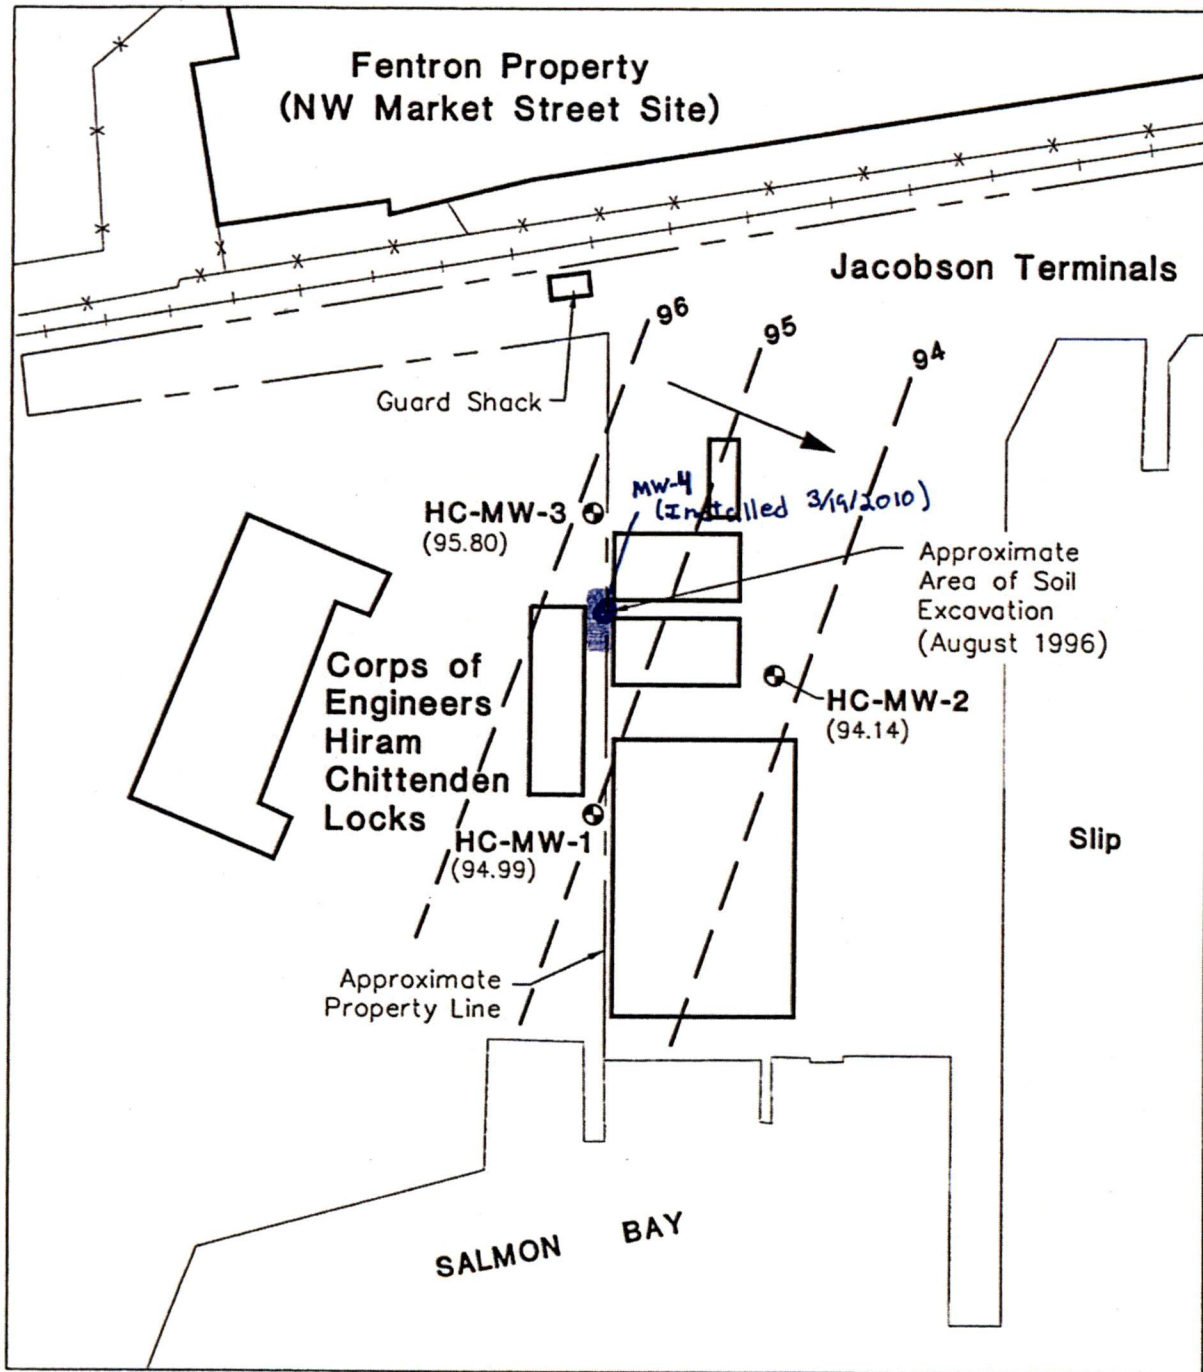 Fentron Property
(NW Market Street Site)
Jacobson Terminals
96
95
94
Guard Shack
MW-4
(Installed 3/19/2010)
HC-MW-3
(95.80)
Approximate
Area of Soil
Excavation
(August 1996)
Corps of
Engineers
Hiram
Chittenden
Locks
HC-MW-2
(94.14)
HC-MW-1
(94.99)
Slip
Approximate
Property Line
SALMON BAY